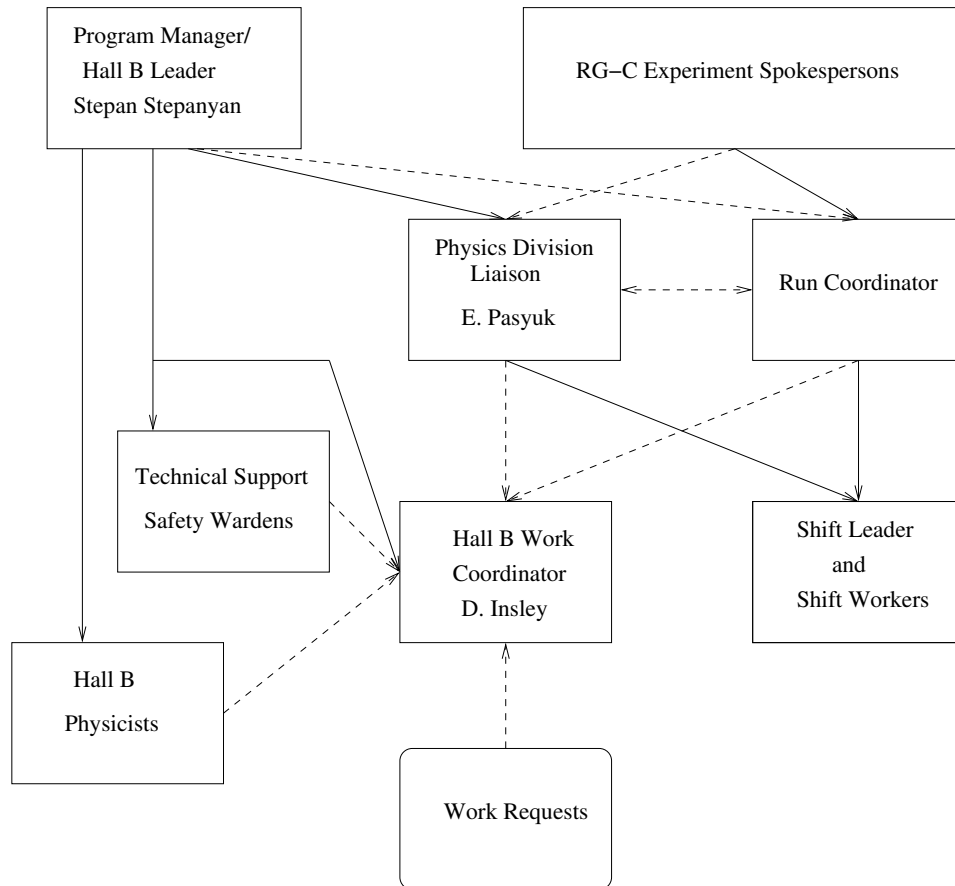 Program Manager/
Hall B Leader
Stepan Stepanyan
RG−C Experiment Spokespersons
Physics Division
Liaison
E. Pasyuk
Run Coordinator
Technical Support
Safety Wardens
Hall B Work
Coordinator
D. Insley
Shift Leader
and
Shift Workers
Hall B
Physicists
Work Requests